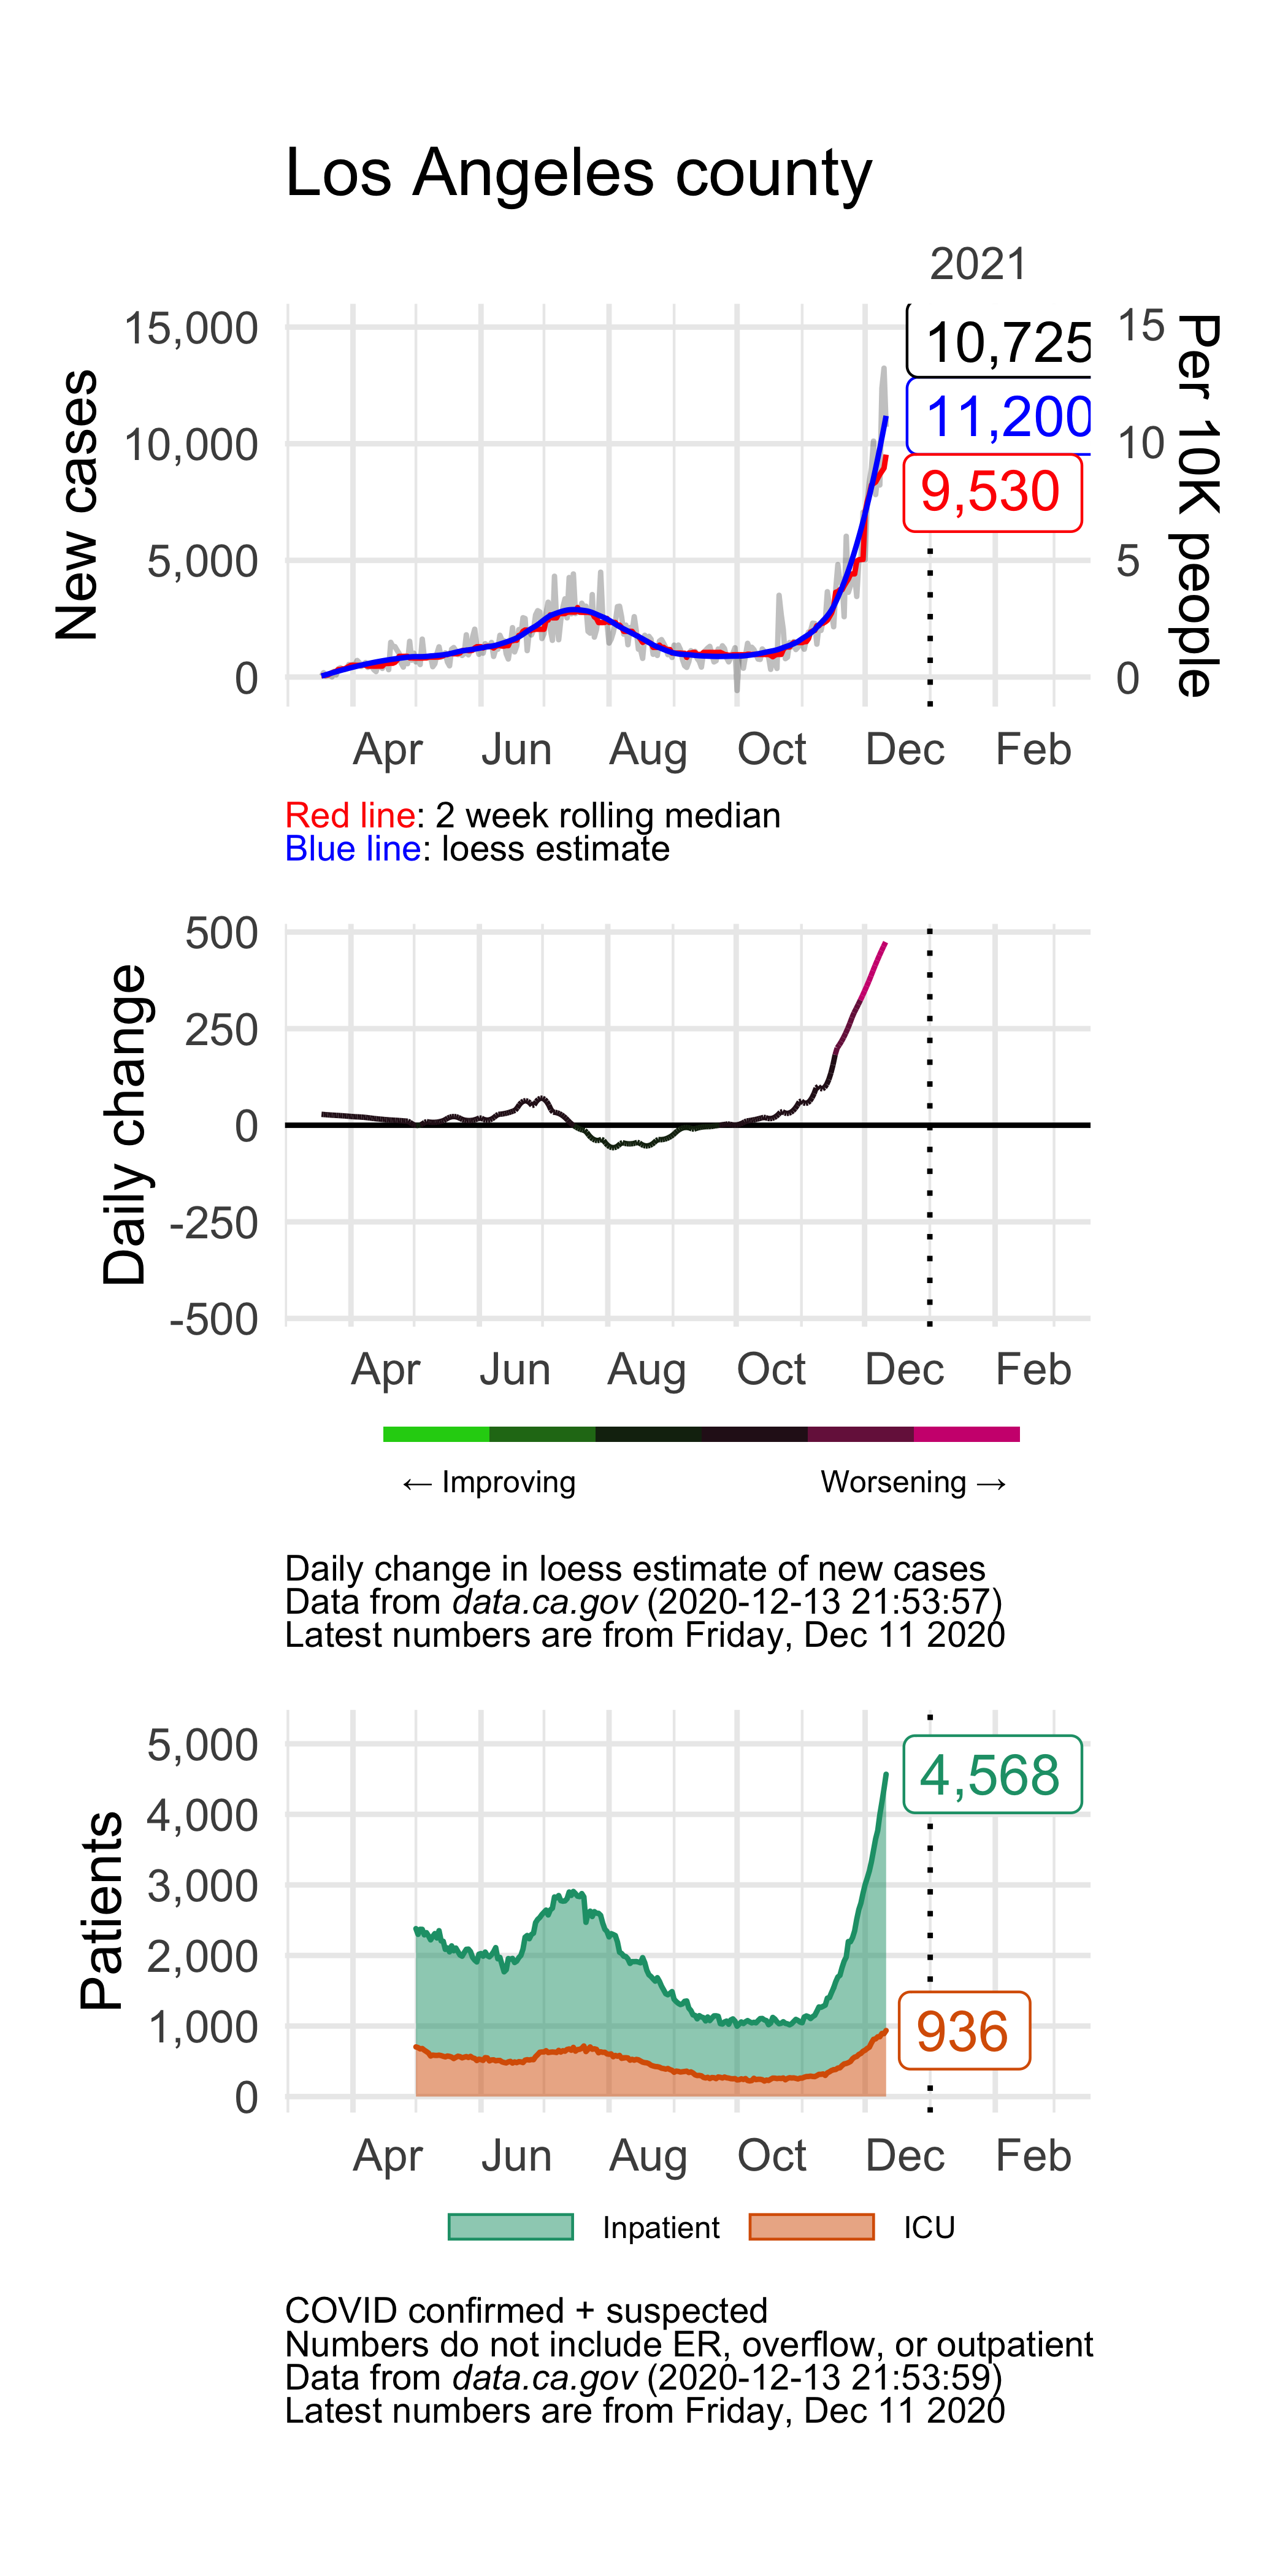 Los Angeles county
2021
15,000
10,000
5,000
0
New cases
10,725
11,200
9,530
15
10
5
0
Per 10K people
Apr Jun Aug Oct Dec Feb
Red line: 2 week rolling median
Blue line: loess estimate
500
250
0
-250
-500
Daily change
Apr Jun Aug Oct Dec Feb
← Improving Worsening →
Daily change in loess estimate of new cases
Data from data.ca.gov (2020-12-13 21:53:57)
Latest numbers are from Friday, Dec 11 2020
5,000
4,000
3,000
2,000
1,000
0
Patients
4,568
936
Apr Jun Aug Oct Dec Feb
Inpatient ICU
COVID confirmed + suspected
Numbers do not include ER, overflow, or outpatient
Data from data.ca.gov (2020-12-13 21:53:59)
Latest numbers are from Friday, Dec 11 2020